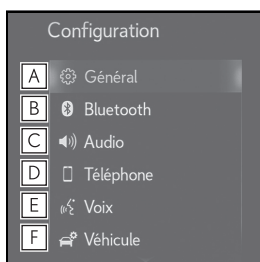 Configuration
A Général
B Bluetooth
C Audio
D Téléphone
E Voix
F Véhicule